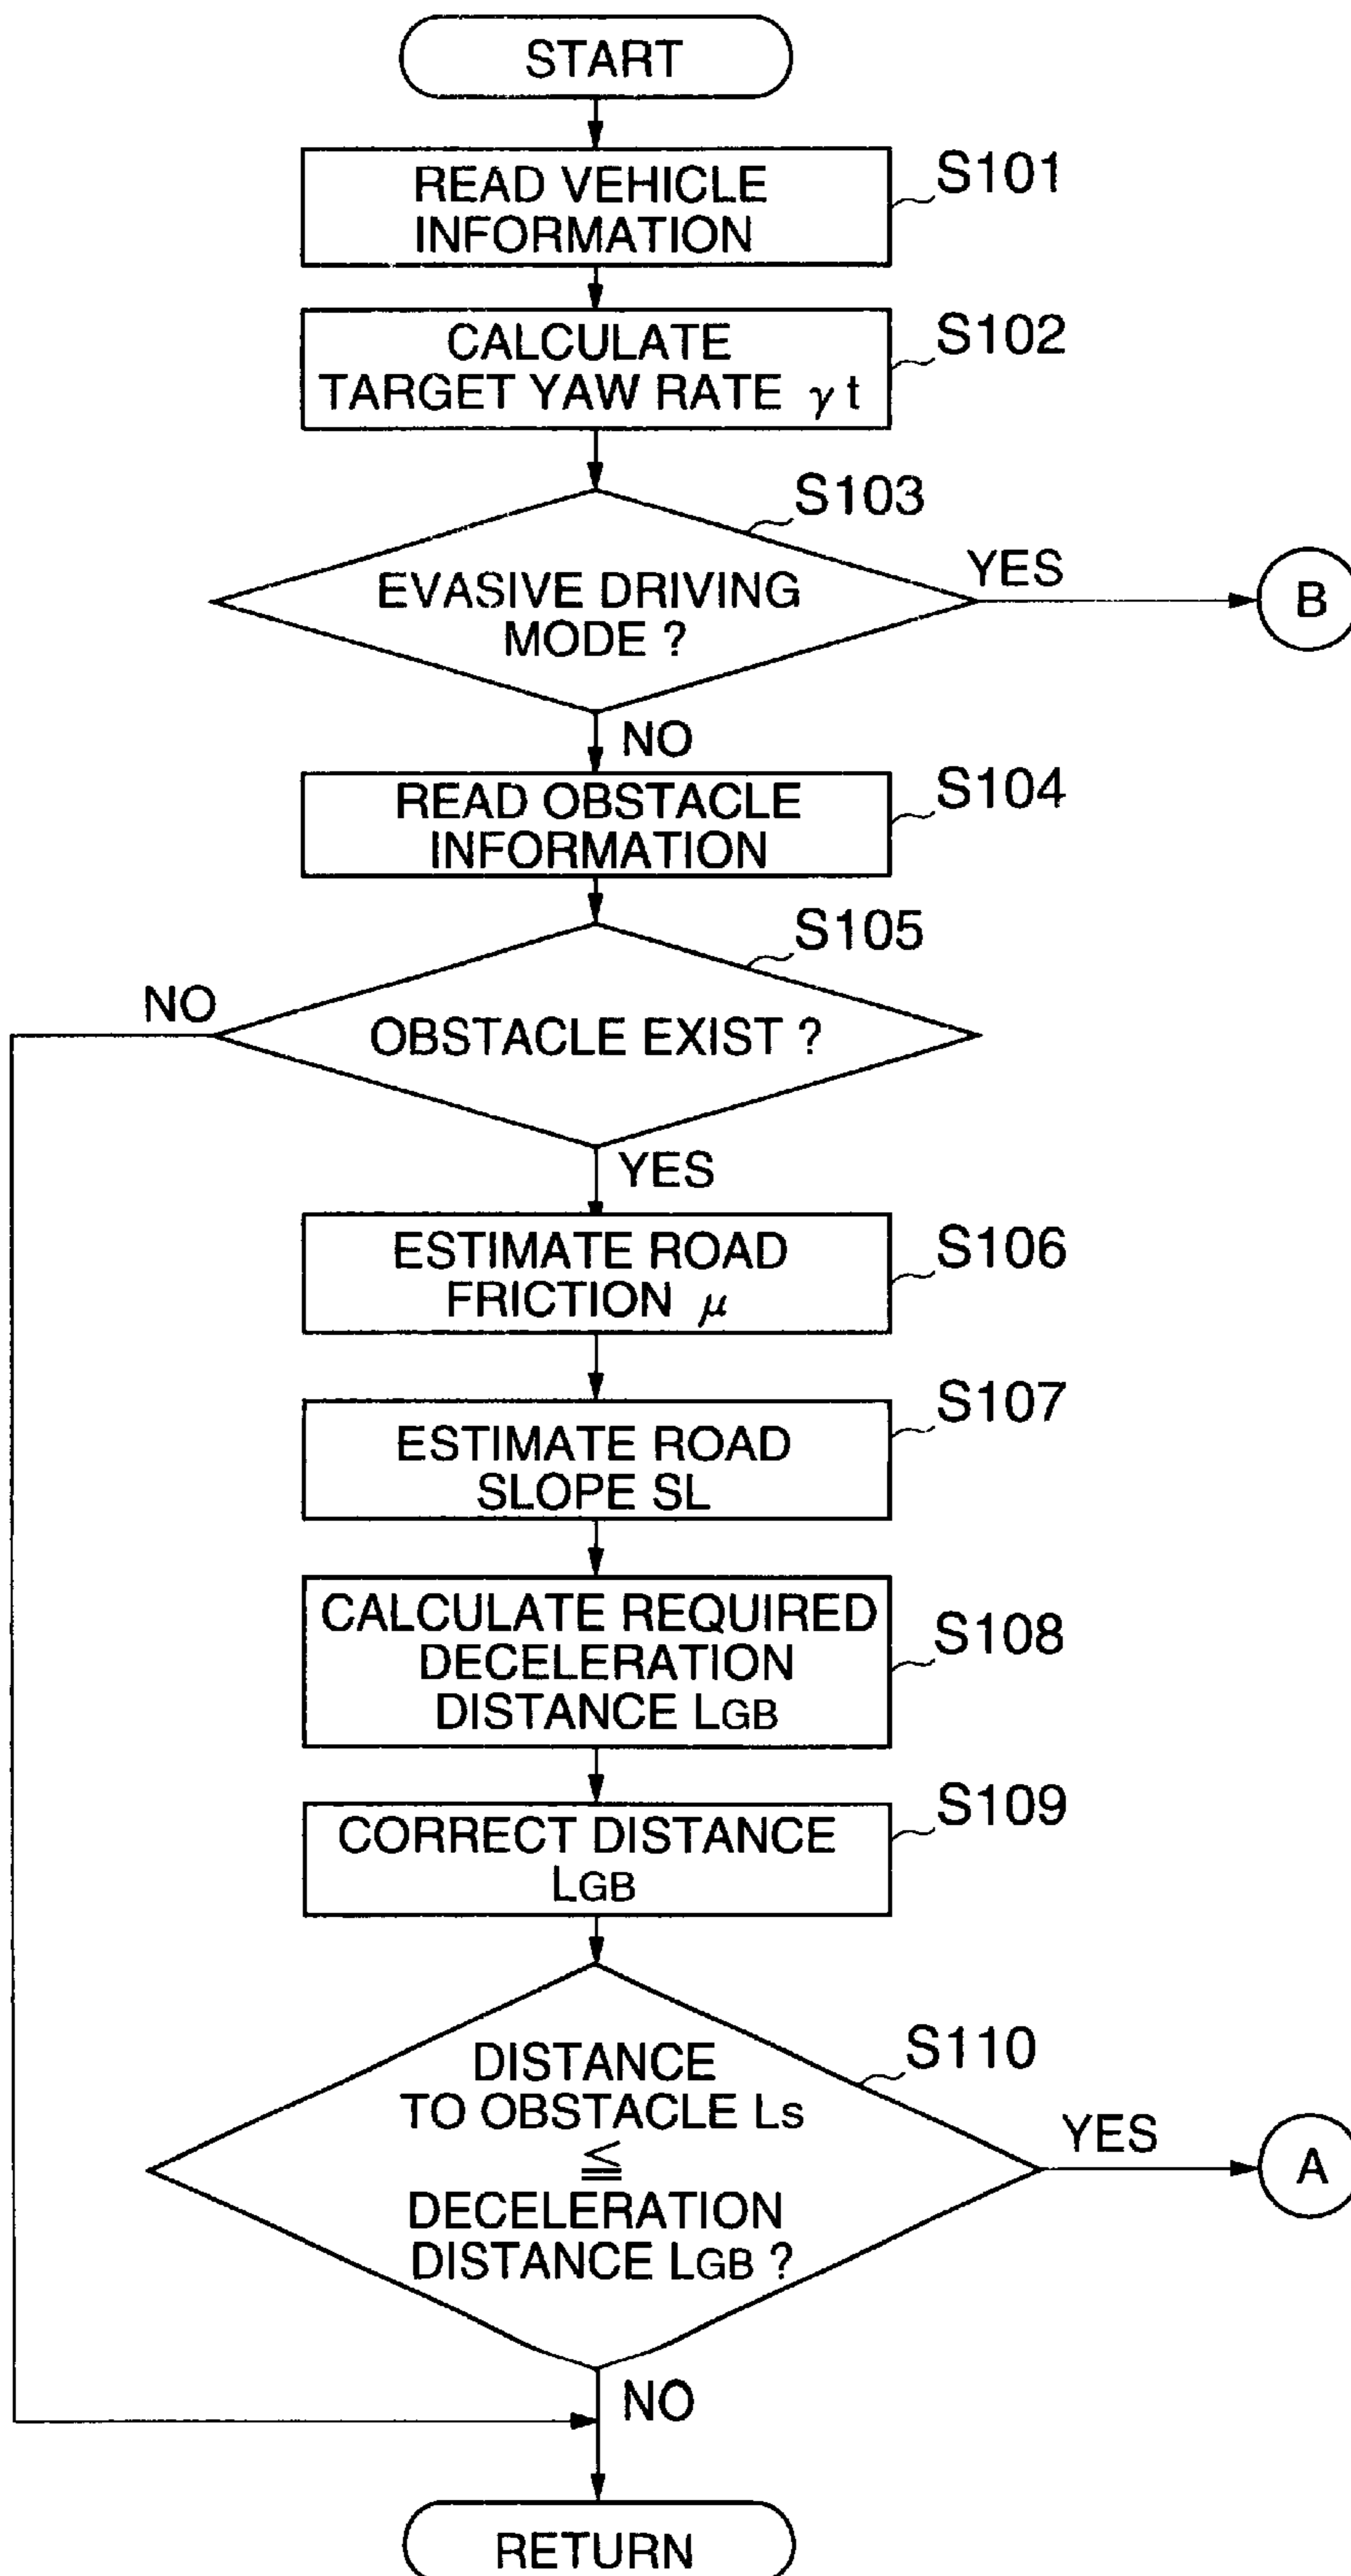 START
READ VEHICLE
INFORMATION
S101
CALCULATE
TARGET YAW RATE γt
S102
S103
EVASIVE DRIVING
MODE ?
YES
B
NO
READ OBSTACLE
INFORMATION
S104
S105
NO
OBSTACLE EXIST ?
YES
ESTIMATE ROAD
FRICTION μ
S106
ESTIMATE ROAD
SLOPE SL
S107
CALCULATE REQUIRED
DECELERATION
DISTANCE LGB
S108
CORRECT DISTANCE
LGB
S109
S110
DISTANCE
TO OBSTACLE Ls
≦
DECELERATION
DISTANCE LGB ?
YES
A
NO
RETURN